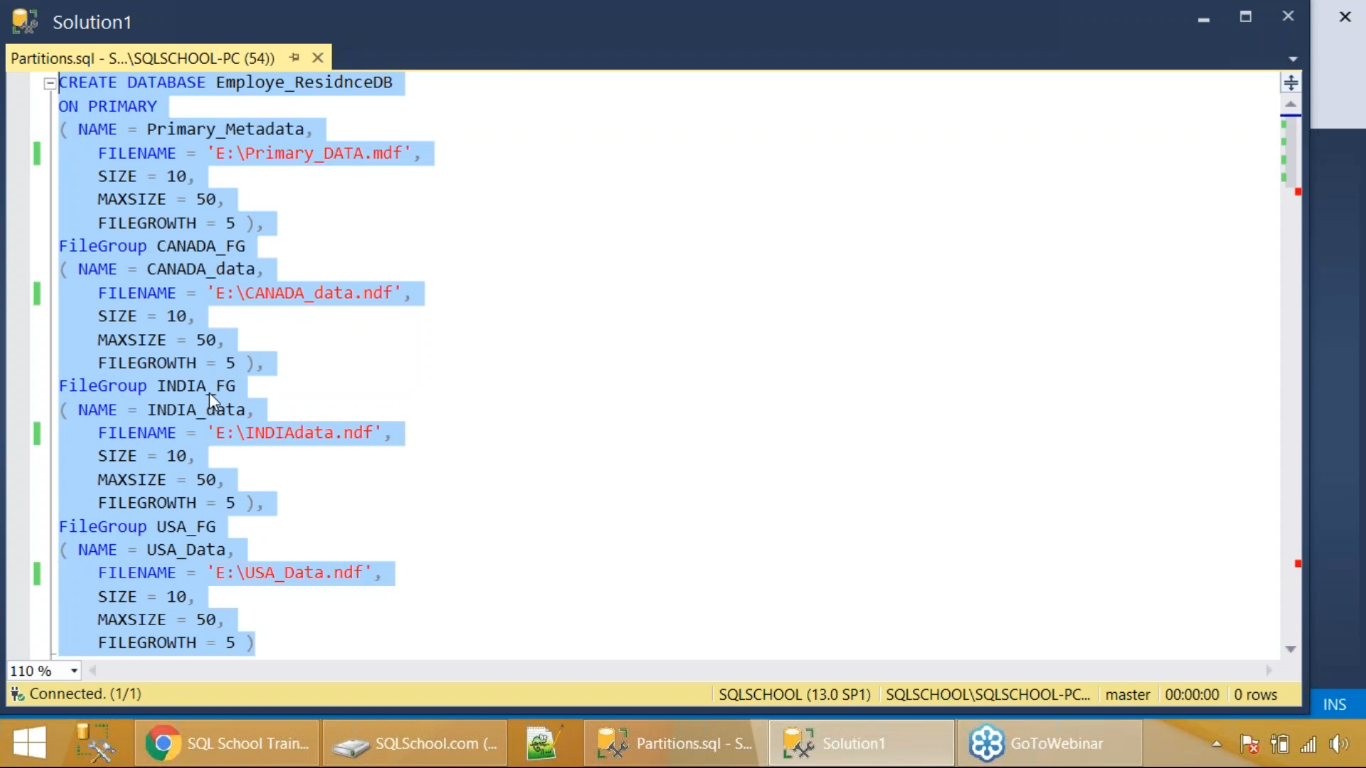 Solution1
Partitions.sql - S...\SQLSCHOOL-PC (54))
CREATE DATABASE Employe_ResidnceDB
ON PRIMARY
( NAME = Primary_Metadata,
    FILENAME = 'E:\Primary_DATA.mdf',
    SIZE = 10,
    MAXSIZE = 50,
    FILEGROWTH = 5 ),
FileGroup CANADA_FG
( NAME = CANADA_data,
    FILENAME = 'E:\CANADA_data.ndf',
    SIZE = 10,
    MAXSIZE = 50,
    FILEGROWTH = 5 ),
FileGroup INDIA_FG
( NAME = INDIA_data,
    FILENAME = 'E:\INDIAdata.ndf',
    SIZE = 10,
    MAXSIZE = 50,
    FILEGROWTH = 5 ),
FileGroup USA_FG
( NAME = USA_Data,
    FILENAME = 'E:\USA_Data.ndf',
    SIZE = 10,
    MAXSIZE = 50,
    FILEGROWTH = 5 )
110 %
Connected. (1/1) SQLSCHOOL (13.0 SP1) SQLSCHOOL\SQLSCHOOL-PC... master 00:00:00 0 rows
INS
SQL School Train... SQLSchool.com (... Partitions.sql - S... Solution1 GoToWebinar